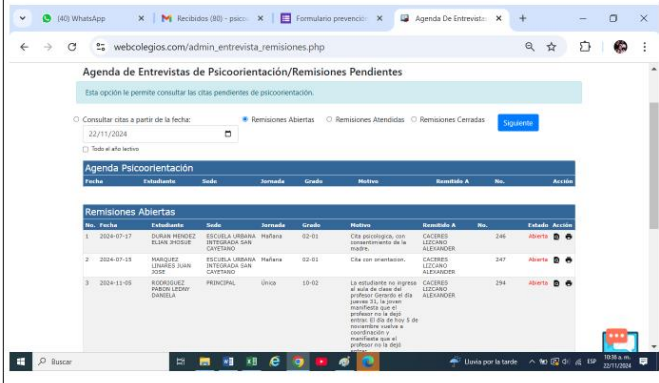 (40) WhatsApp
Recibidos (80) - psico
Formulario prevenció
Agenda De Entrevista
webcolegios.com/admin_entrevista_remisiones.php
Agenda de Entrevistas de Psicoorientación/Remisiones Pendientes
Esta opción le permite consultar las citas pendientes de psicoorientación.
Consultar citas a partir de la fecha: Remisiones Abiertas Remisiones Atendidas Remisiones Cerradas Siguiente
22/11/2024
Todo el año lectivo
Agenda Psicoorientación
Fecha Estudiante Sede Jornada Grado Motivo Remitido A No. Acción
Remisiones Abiertas
No. Fecha Estudiante Sede Jornada Grado Motivo Remitido A No. Estado Acción
1 2024-07-17 DURAN MENDEZ ESCUELA URBANA Mañana 02-01 Cita psicologica, con CACERES 246 Abierta
ELIAN JHOSUE INTEGRADA SAN consentimiento de la LIZCANO
CAYETANO madre. ALEXANDER
2 2024-07-15 MARQUEZ ESCUELA URBANA Mañana 02-01 Cita con orientacion. CACERES 247 Abierta
LINARES JUAN INTEGRADA SAN LIZCANO
JOSE CAYETANO ALEXANDER
3 2024-11-05 RODRIGUEZ PRINCIPAL Única 10-02 La estudiante no ingreso CACERES 294 Abierta
PABON LEDNY al aula de clase del LIZCANO
DANIELA profesor Gerardo el día ALEXANDER
jueves 31, la joven
manifiesta que el
profesor no la dejó
entrar. El día de hoy 5 de
noviembre vuelve a
coordinación y
manifiesta que el
profesor no la dejó
Buscar
Lluvia por la tarde
ESP
10:38 a. m.
22/11/2024